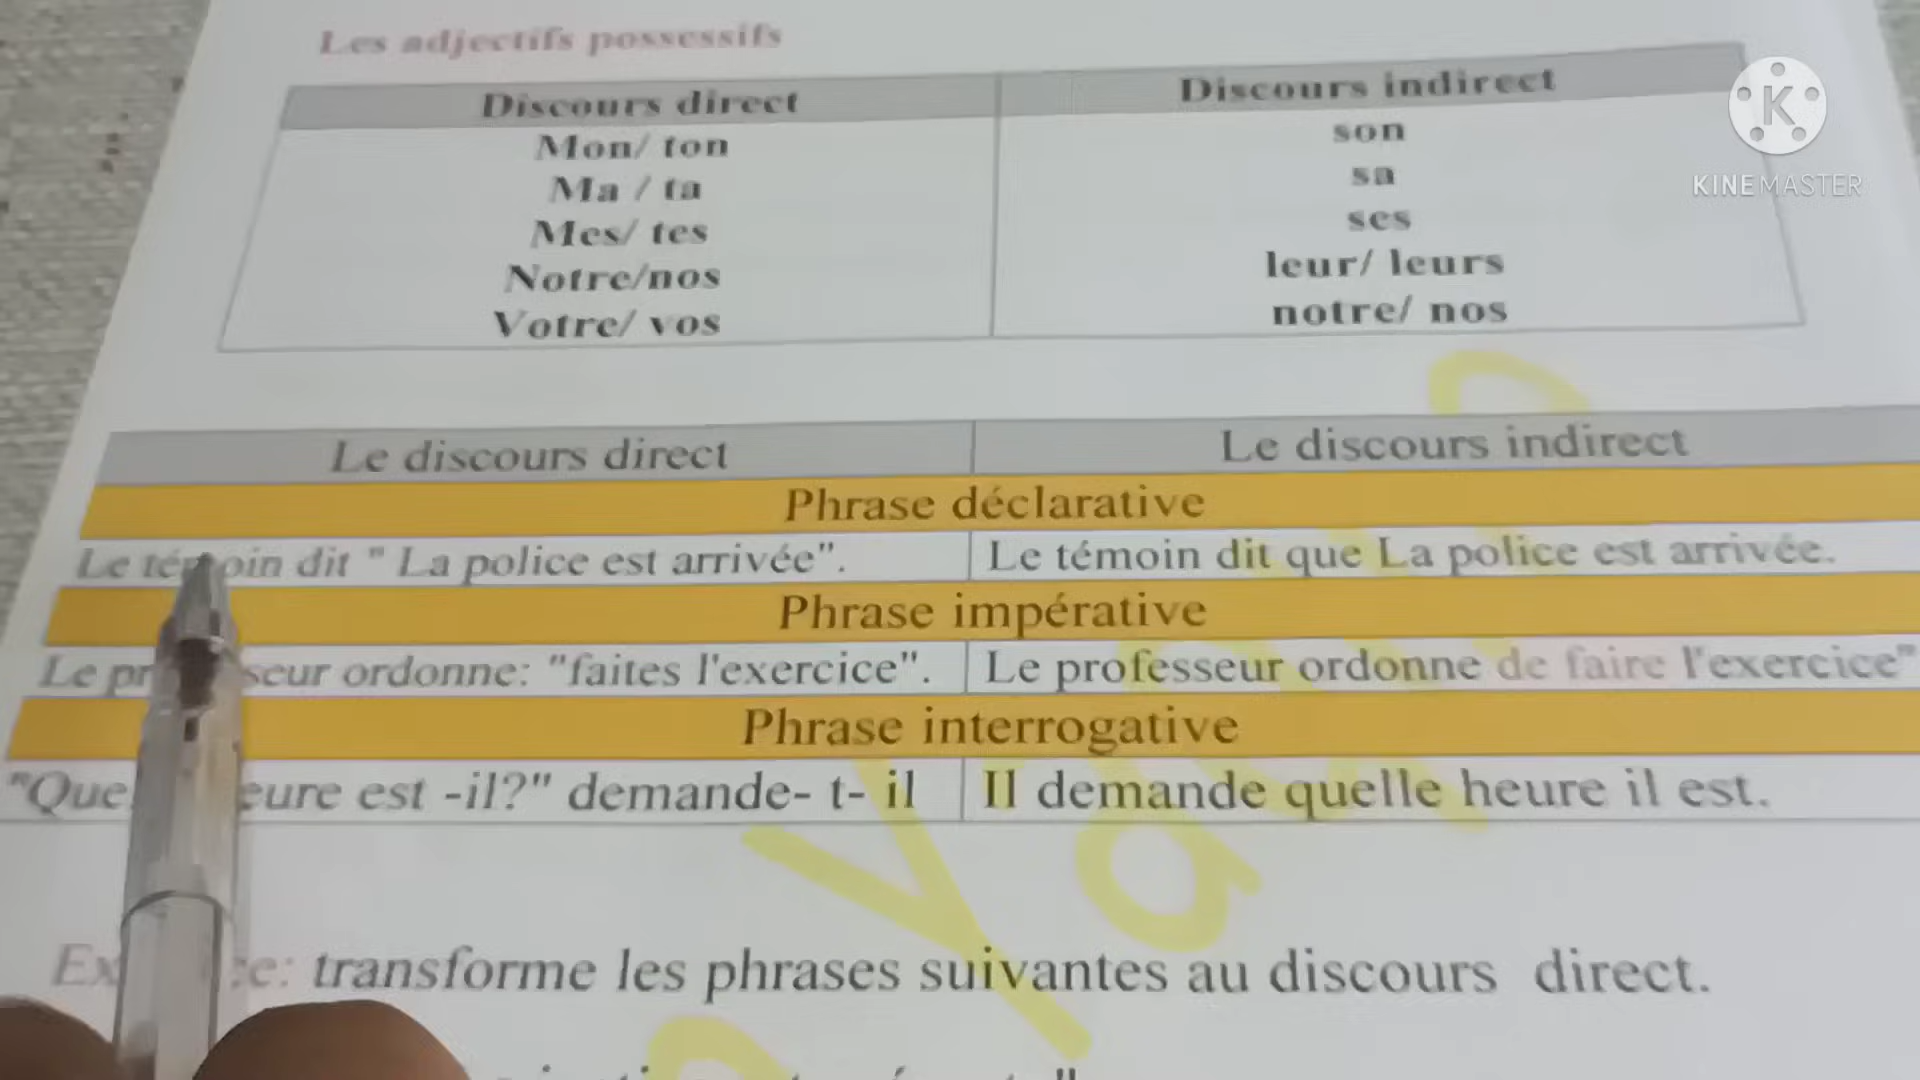 Les adjectifs possessifs
Discours direct Discours indirect
Mon/ ton son
Ma / ta sa
Mes/ tes ses
Notre/nos leur/ leurs
Votre/ vos notre/ nos
KINEMASTER
Le discours direct Le discours indirect
Phrase déclarative
Le témoin dit " La police est arrivée". Le témoin dit que La police est arrivée.
Phrase impérative
Le ordonne: "faites l'exercice". Le professeur ordonne de faire l'exercice"
Phrase interrogative
est -il?" demande- t- il Il demande quelle heure il est.
transforme les phrases suivantes au discours direct.